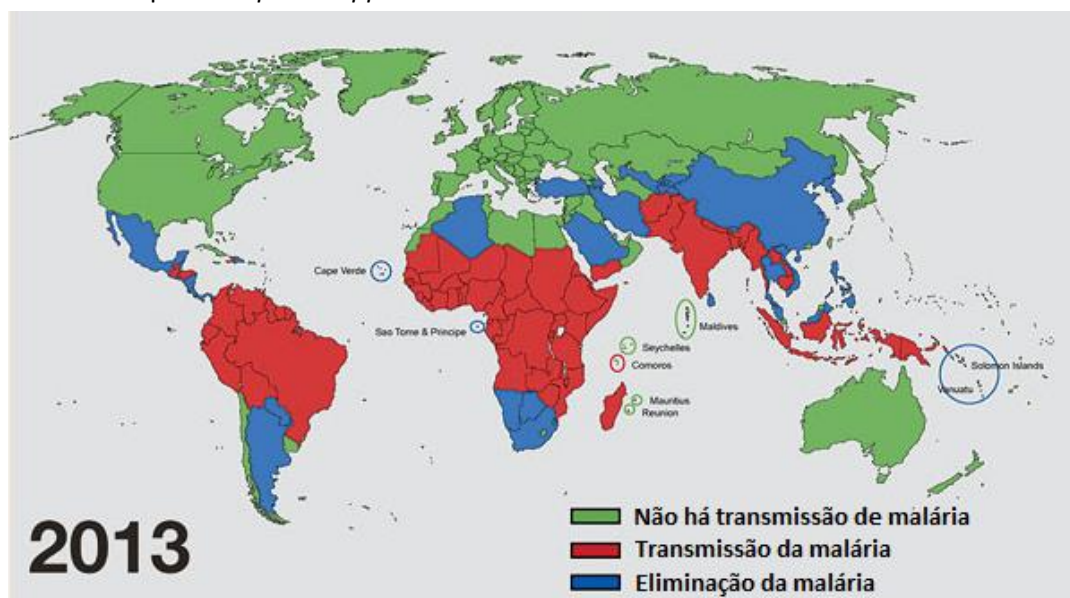 Cape Verde
Sao Tome & Principe
Maldives
Seychelles
Comoros
Mauritius
Reunion
Solomon Islands
Vanuatu
2013
Não há transmissão de malária
Transmissão da malária
Eliminação da malária